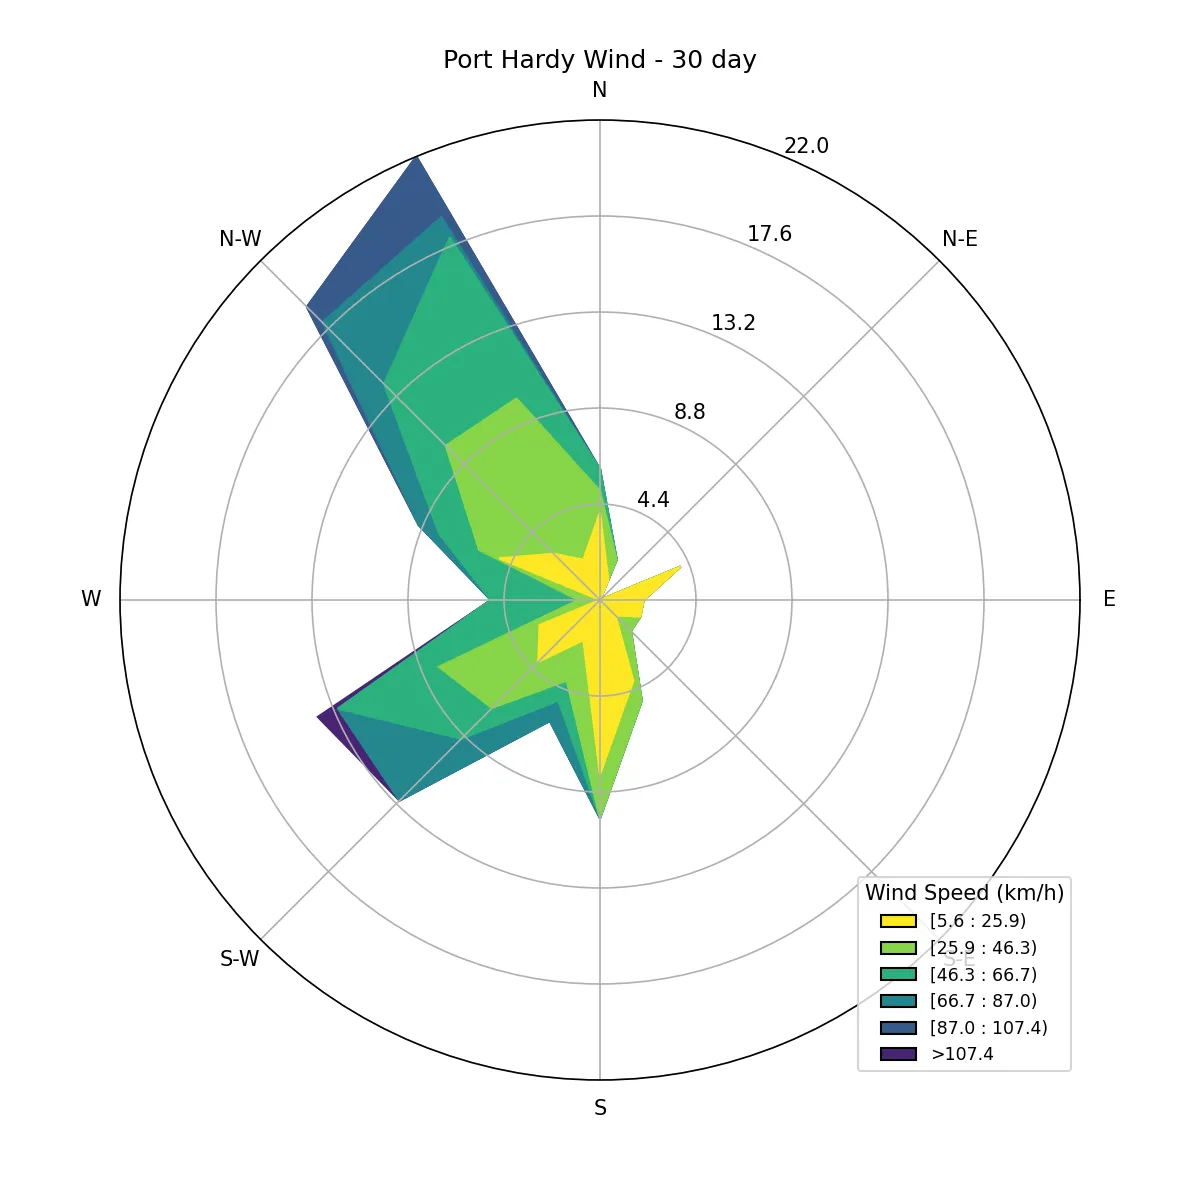 Port Hardy Wind - 30 day
N
22.0
N-W
17.6
N-E
13.2
8.8
4.4
W
E
Wind Speed (km/h)
[5.6 : 25.9)
[25.9 : 46.3)
S-W
S-E
[46.3 : 66.7)
[66.7 : 87.0)
[87.0 : 107.4)
>107.4
S